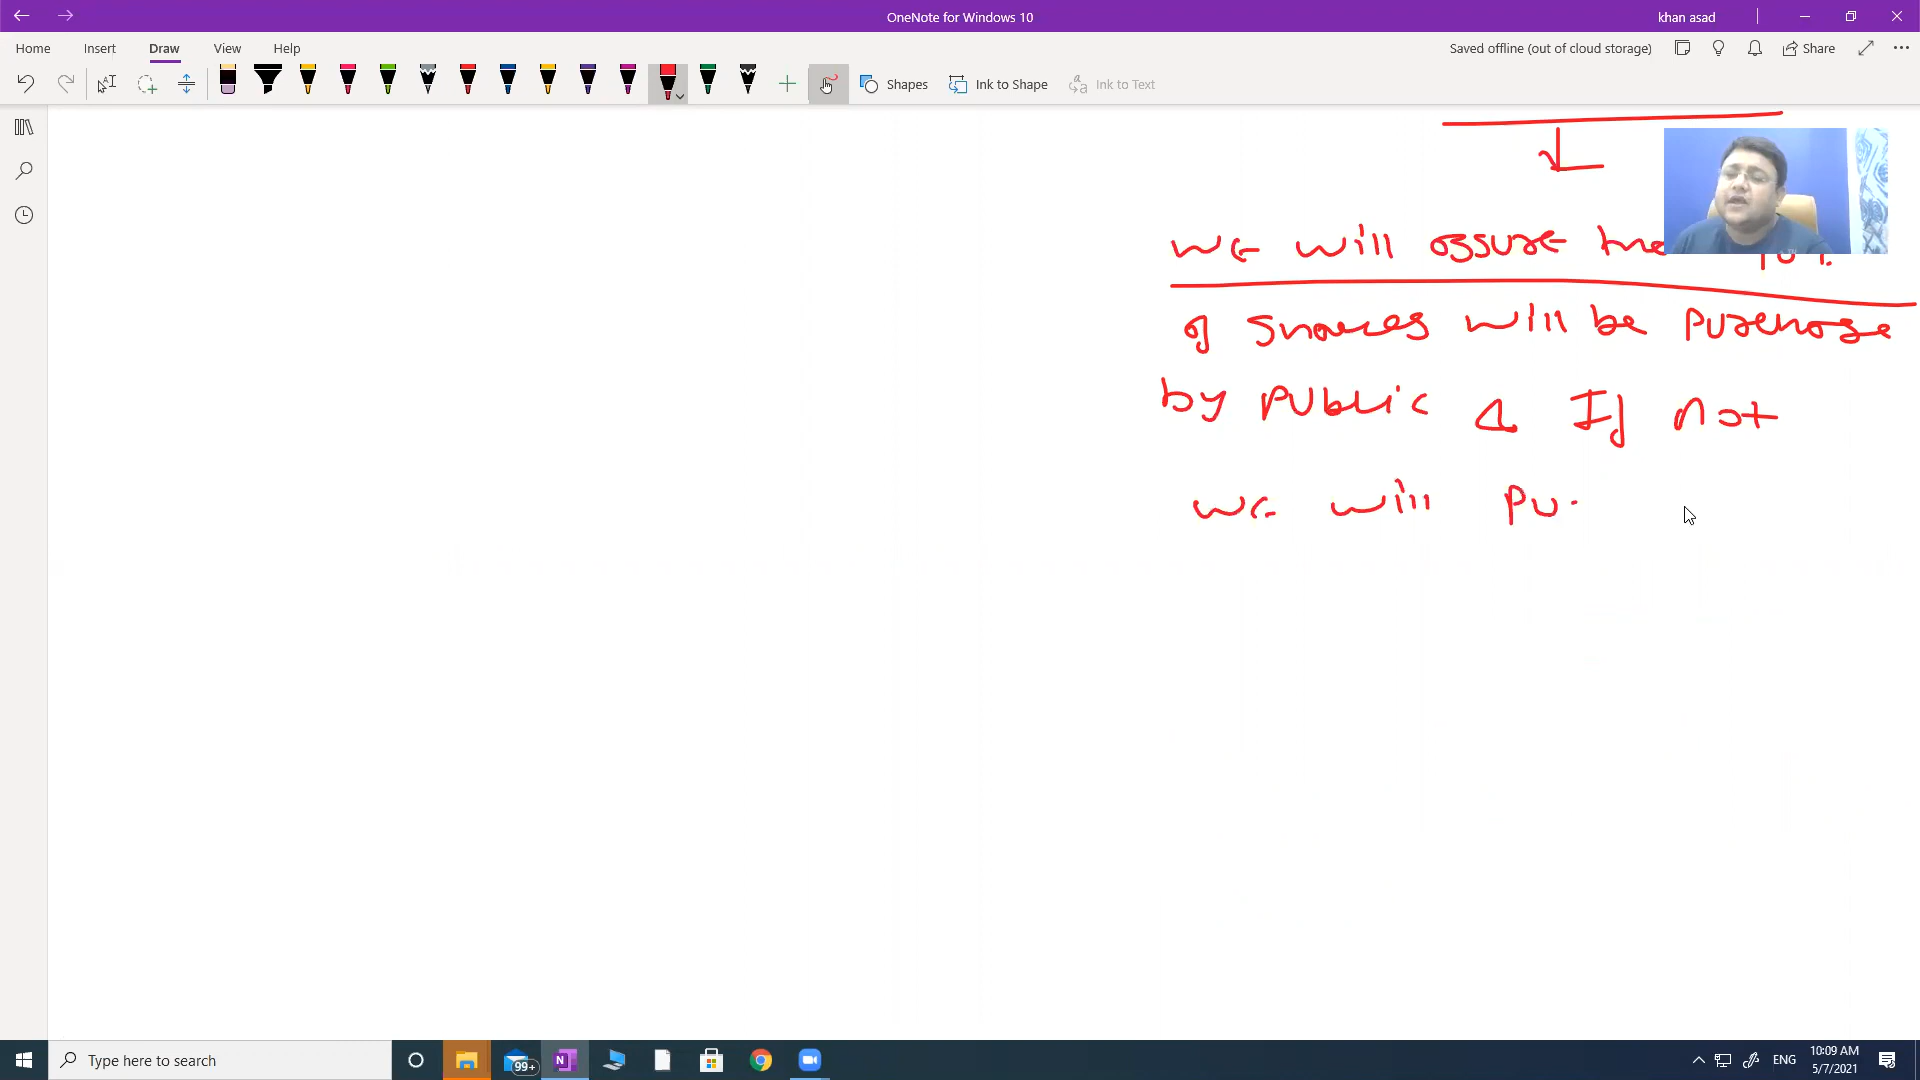 OneNote for Windows 10
khan asad
Home Insert Draw View Help
Saved offline (out of cloud storage)
Share
Shapes
Ink to Shape
Ink to Text
we will assure
of shares will be purchase
by public & If not
we will pu
Type here to search
99+
ENG
10:09 AM
5/7/2021